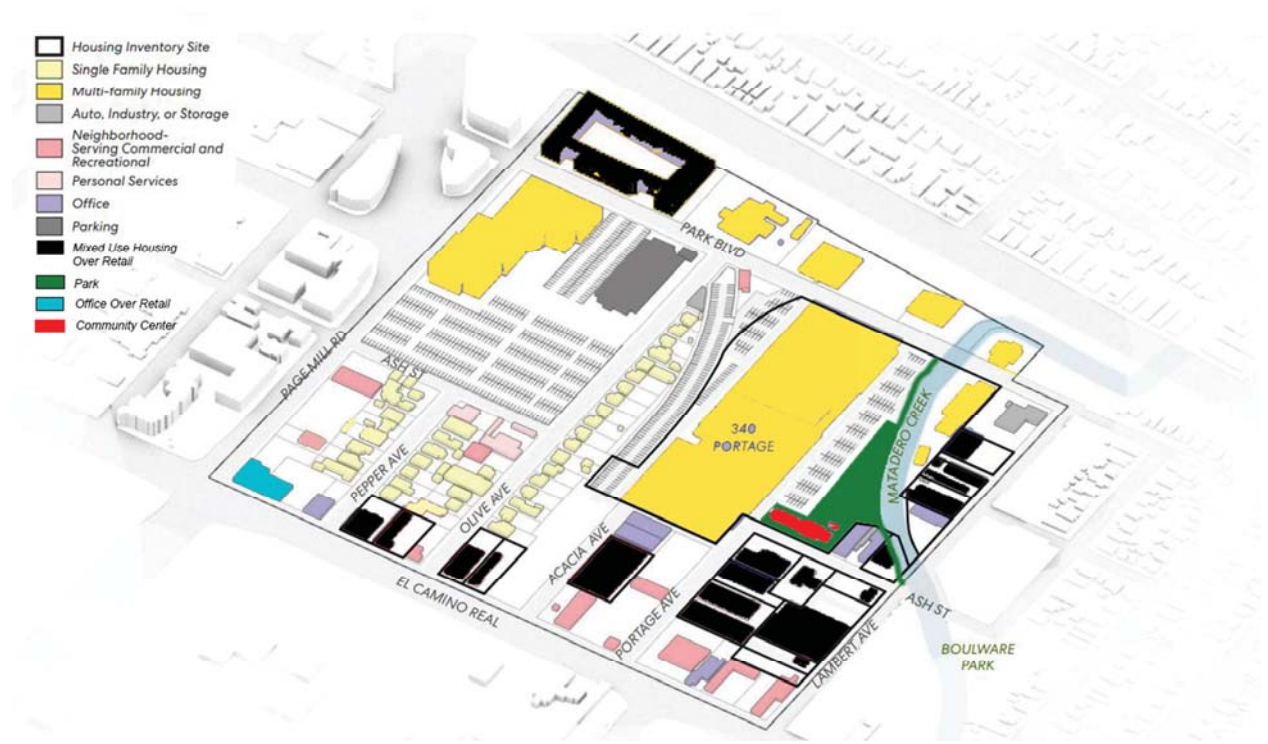 Housing Inventory Site
Single Family Housing
Multi-family Housing
Auto, Industry, or Storage
Neighborhood-
Serving Commercial and
Recreational
Personal Services
Office
Parking
Mixed Use Housing
Over Retail
Park
Office Over Retail
Community Center
PARK BLVD
PAGE MILL RD
ASH ST
PEPPER AVE
OLIVE AVE
340
PORTAGE
MATADERO CREEK
ACACIA AVE
EL CAMINO REAL
PORTAGE AVE
LAMBERT AVE
ASH ST
BOULWARE
PARK